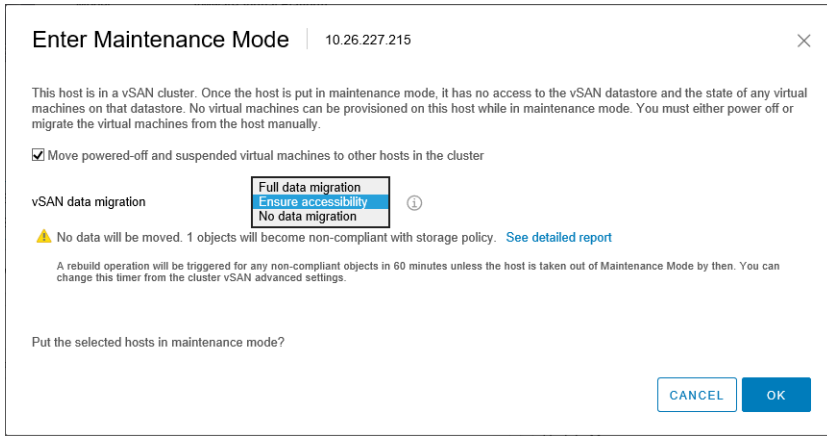 Enter Maintenance Mode 10.26.227.215
This host is in a vSAN cluster. Once the host is put in maintenance mode, it has no access to the vSAN datastore and the state of any virtual
machines on that datastore. No virtual machines can be provisioned on this host while in maintenance mode. You must either power off or
migrate the virtual machines from the host manually.
Move powered-off and suspended virtual machines to other hosts in the cluster
Full data migration
vSAN data migration Ensure accessibility
No data migration
No data will be moved. 1 objects will become non-compliant with storage policy. See detailed report
A rebuild operation will be triggered for any non-compliant objects in 60 minutes unless the host is taken out of Maintenance Mode by then. You can
change this timer from the cluster vSAN advanced settings.
Put the selected hosts in maintenance mode?
CANCEL OK